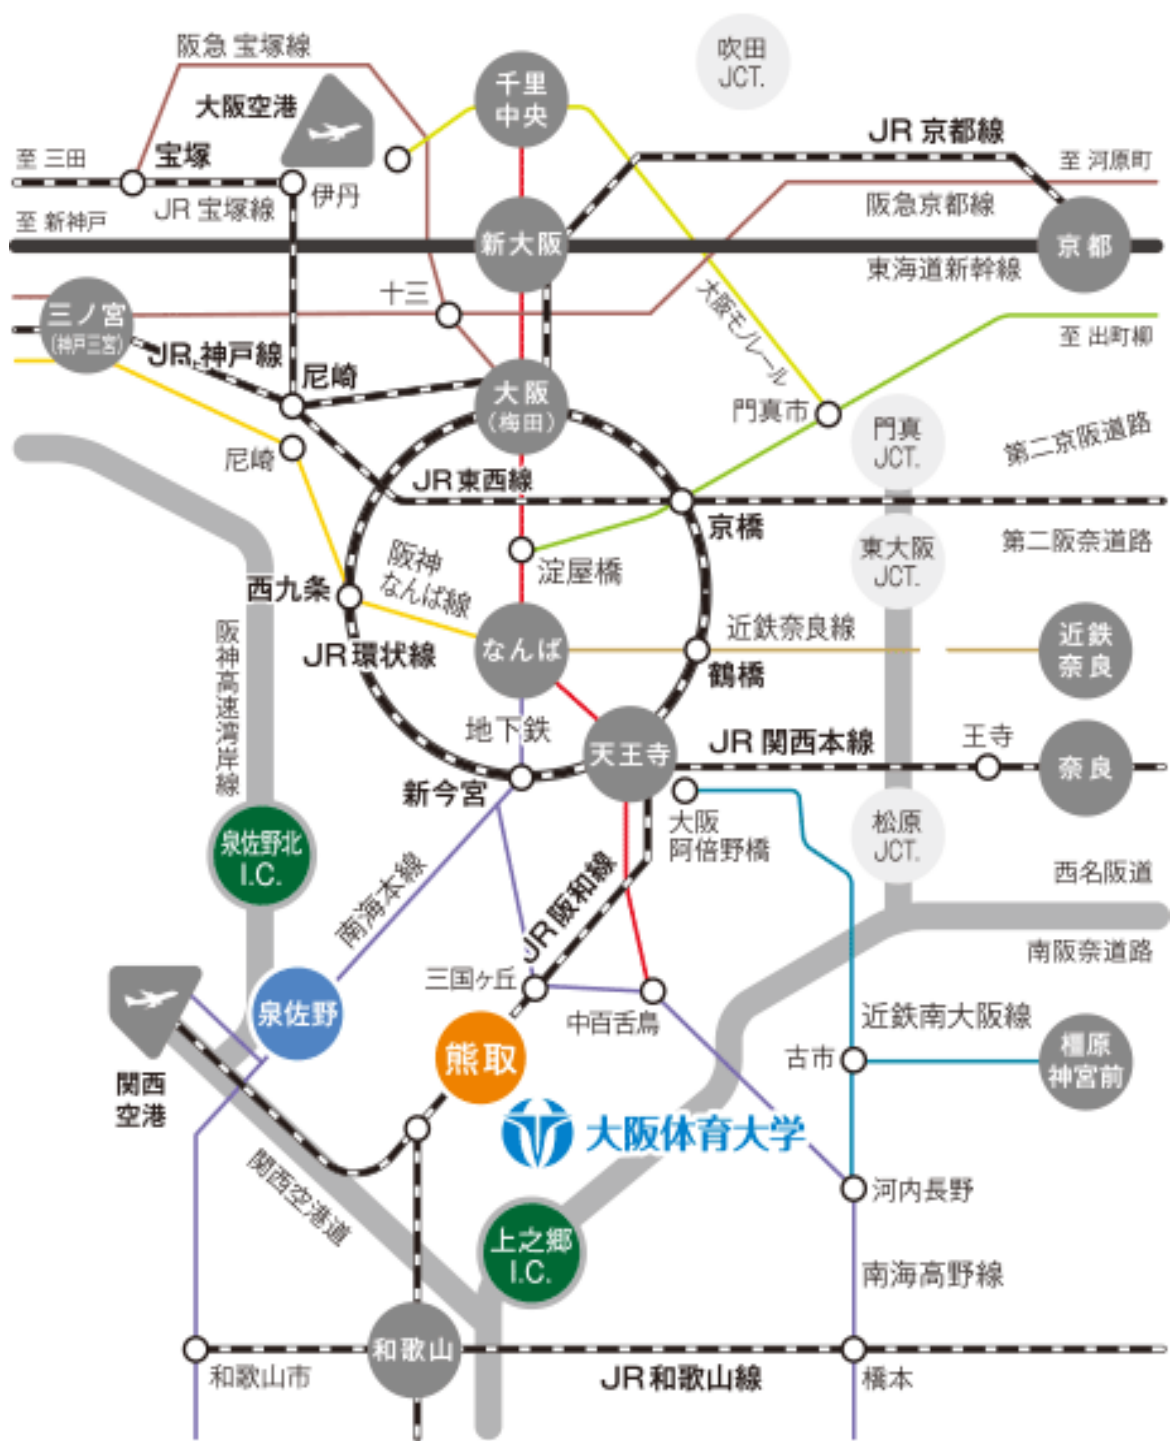 阪急 宝塚線
吹田
JCT.
千里
中央
大阪空港
JR 京都線
至 三田
宝塚
至 河原町
伊丹
JR 宝塚線
阪急京都線
至 新神戸
新大阪
京都
東海道新幹線
十三
大阪モノレール
三ノ宮
(神戸三宮)
至 出町柳
JR 神戸線
尼崎
大阪
(梅田)
門真市
門真
JCT.
第二京阪道路
尼崎
JR 東西線
京橋
東大阪
JCT.
第二阪奈道路
阪神
なんば線
淀屋橋
西九条
近鉄奈良線
近鉄
奈良
なんば
JR 環状線
鶴橋
阪神高速湾岸線
地下鉄
天王寺
JR 関西本線
王寺
奈良
新今宮
大阪
阿倍野橋
松原
JCT.
泉佐野北
I.C.
西名阪道
南海本線
JR 阪和線
南阪奈道路
三国ヶ丘
泉佐野
中百舌鳥
近鉄南大阪線
熊取
古市
橿原
神宮前
関西
空港
大阪体育大学
関西空港道
河内長野
上之郷
I.C.
南海高野線
和歌山
和歌山市
JR 和歌山線
橋本